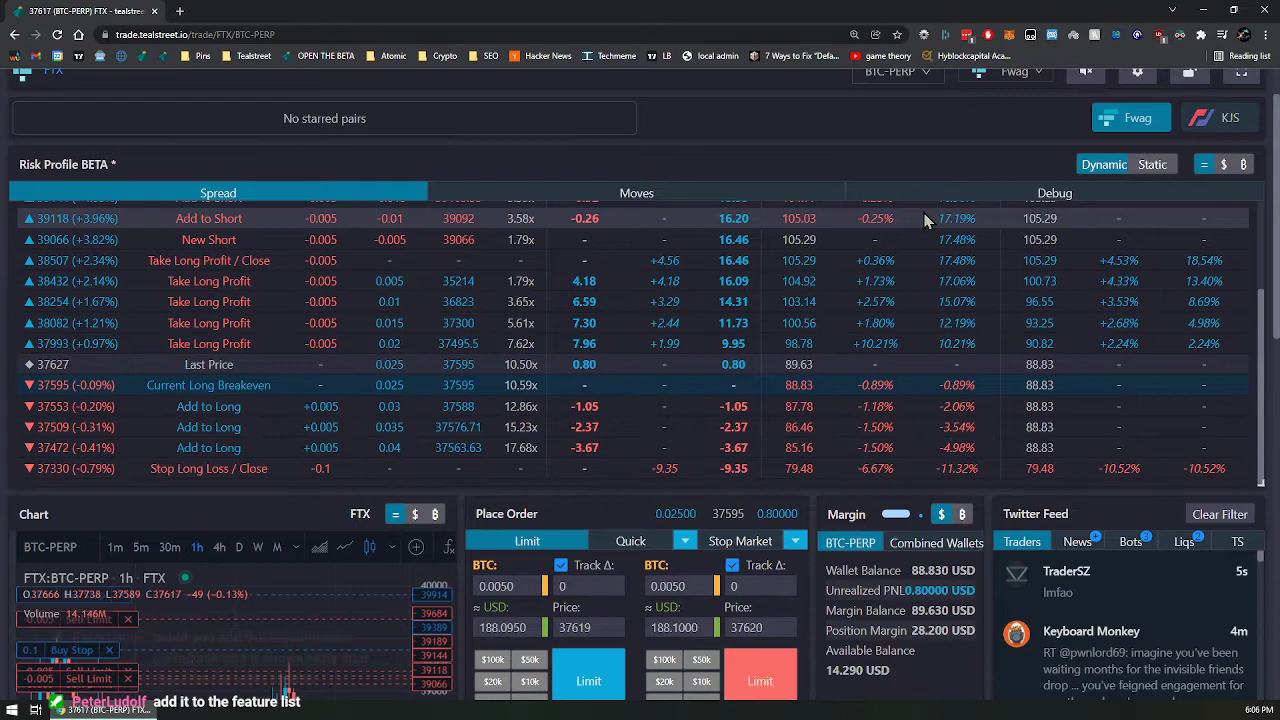 37617 (BTC-PERP) FTX - tealstree
trade.tealstreet.io/trade/FTX/BTC-PERP
Pins Tealstreet OPEN THE BETA Atomic Crypto SEO Hacker News Techmeme LB local admin 7 Ways to Fix "Defa... game theory Hyblockcapital Aca... Reading list
FTX BTC-PERP Fwag
No starred pairs Fwag KJS
Risk Profile BETA * Dynamic Static = $ ₿
Spread Moves Debug
▲ 39118 (+3.96%) Add to Short -0.005 -0.01 39092 3.58x -0.26 - 16.20 105.03 -0.25% 17.19% 105.29
▲ 39066 (+3.82%) New Short -0.005 -0.005 39066 1.79x - - 16.46 105.29 - 17.48% 105.29 - -
▲ 38507 (+2.34%) Take Long Profit / Close -0.005 - - - - +4.56 16.46 105.29 +0.36% 17.48% 105.29 +4.53% 18.54%
▲ 38432 (+2.14%) Take Long Profit -0.005 0.005 35214 1.79x 4.18 +4.18 16.09 104.92 +1.73% 17.06% 100.73 +4.33% 13.40%
▲ 38254 (+1.67%) Take Long Profit -0.005 0.01 36823 3.65x 6.59 +3.29 14.31 103.14 +2.57% 15.07% 96.55 +3.53% 8.69%
▲ 38082 (+1.21%) Take Long Profit -0.005 0.015 37300 5.61x 7.30 +2.44 11.73 100.56 +1.80% 12.19% 93.25 +2.68% 4.98%
▲ 37993 (+0.97%) Take Long Profit -0.005 0.02 37495.5 7.62x 7.96 +1.99 9.95 98.78 +10.21% 10.21% 90.82 +2.24% 2.24%
◆ 37627 Last Price - 0.025 37595 10.50x 0.80 0.80 89.63 88.83 - -
▼ 37595 (-0.09%) Current Long Breakeven - 0.025 37595 10.59x - - - 88.83 -0.89% -0.89% 88.83 - -
▼ 37553 (-0.20%) Add to Long +0.005 0.03 37588 12.86x -1.05 - -1.05 87.78 -1.18% -2.06% 88.83 - -
▼ 37509 (-0.31%) Add to Long +0.005 0.035 37576.71 15.23x -2.37 - -2.37 86.46 -1.50% -3.54% 88.83 - -
▼ 37472 (-0.41%) Add to Long +0.005 0.04 37563.63 17.68x -3.67 - -3.67 85.16 -1.50% -4.98% 88.83 - -
▼ 37330 (-0.79%) Stop Long Loss / Close -0.1 - - - - -9.35 -9.35 79.48 -6.67% -11.32% 79.48 -10.52% -10.52%
Chart FTX = $ ₿
BTC-PERP 1m 5m 30m 1h 4h D W M
FTX:BTC-PERP · 1h · FTX
O37666 H37738 L37589 -49 (-0.13%)
Volume 14.146M
-0.005 Sell Limit ×
0.1 Buy Stop ×
-0.005 Sell Limit ×
40000
39914
39684
39389
39189
39144
39118
39066
Place Order 0.02500 37595 0.80000
Limit Quick Stop Market
BTC: Track Δ: BTC: Track Δ:
0.0050 0 0.0050 0
≈ USD: Price: ≈ USD: Price:
188.0950 37619 188.1000 37620
$100k $50k $100k $50k
$20k $10k Limit $20k $10k Limit
Margin $ ₿
BTC-PERP Combined Wallets
Wallet Balance 88.830 USD
Unrealized PNL 0.80000 USD
Margin Balance 89.630 USD
Position Margin 28.200 USD
Available Balance
14.290 USD
Twitter Feed Clear Filter
Traders News Bots 2 Liqs 2 TS
TraderSZ 5s
lmfao
Keyboard Monkey 4m
RT @pwnlord69: imagine you've
been waiting months for the invisible friends
drop ... you've feigned engagement for
PeterLudolf add it to the feature list
37617 (BTC-PERP) FT...
6:06 PM